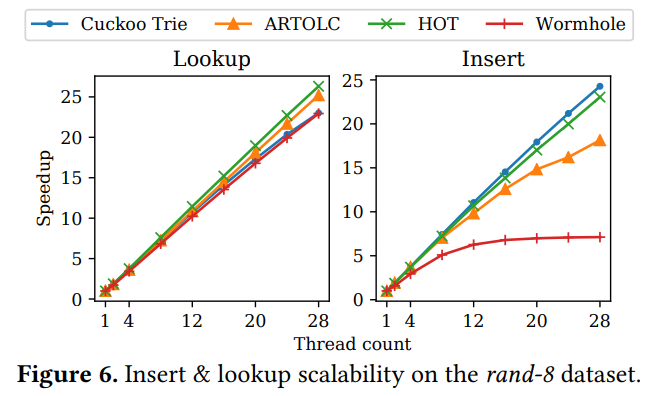 Cuckoo Trie ARTOLC HOT Wormhole
Lookup Insert
Speedup
25
20
15
10
5
0
1 4 12 20 28
25
20
15
10
5
0
1 4 12 20 28
Thread count
Figure 6. Insert & lookup scalability on the rand-8 dataset.